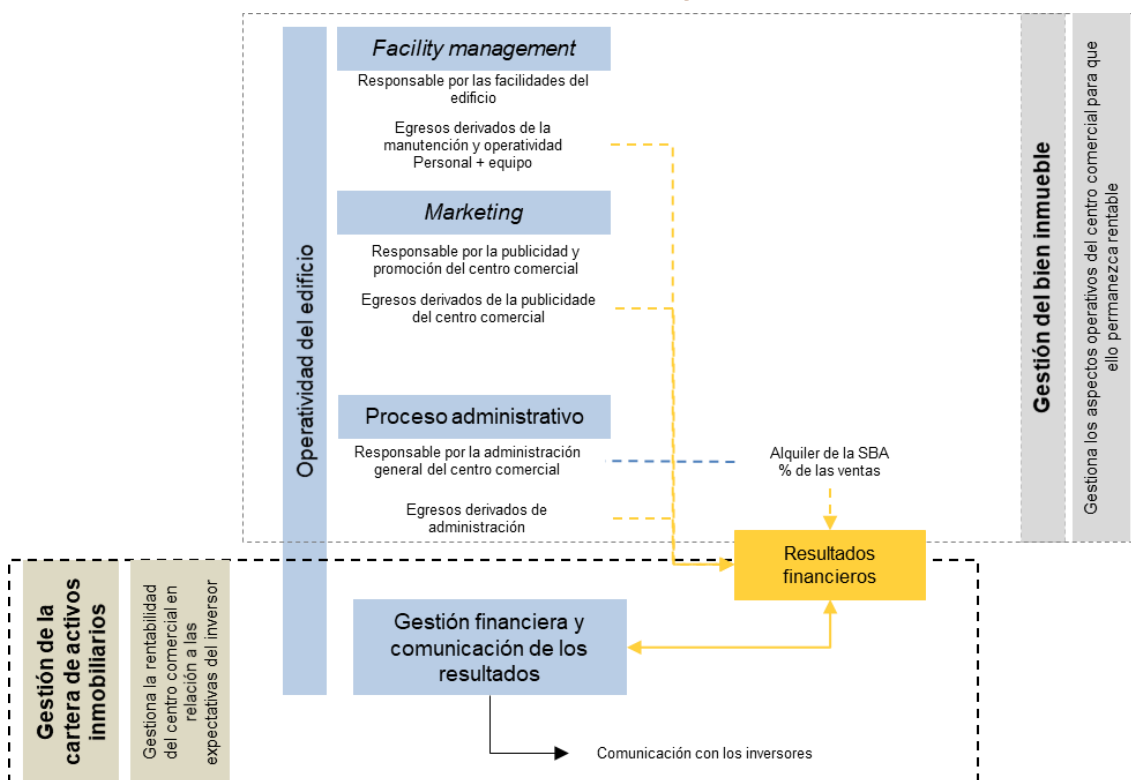 Facility management
Responsable por las facilidades del
edificio
Egresos derivados de la
manutención y operatividad
Personal + equipo
Marketing
Responsable por la publicidad y
promoción del centro comercial
Egresos derivados de la publicidade
del centro comercial
Operatividad del edificio
Proceso administrativo
Responsable por la administración
general del centro comercial
Egresos derivados de
administración
Alquiler de la SBA
% de las ventas
Gestión del bien inmueble
Gestiona los aspectos operativos del centro comercial para que
ello permanezca rentable
Resultados
financieros
Gestión de la
cartera de activos
inmobiliarios
Gestiona la rentabilidad
del centro comercial en
relación a las
expectativas del inversor
Gestión financiera y
comunicación de los
resultados
Comunicación con los inversores